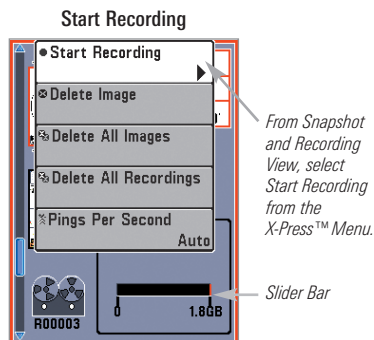 Start Recording
Start Recording
Delete Image
Delete All Images
Delete All Recordings
Pings Per Second
Auto
R00003
0
1.8GB
From Snapshot
and Recording
View, select
Start Recording
from the
X-Press™ Menu.
Slider Bar